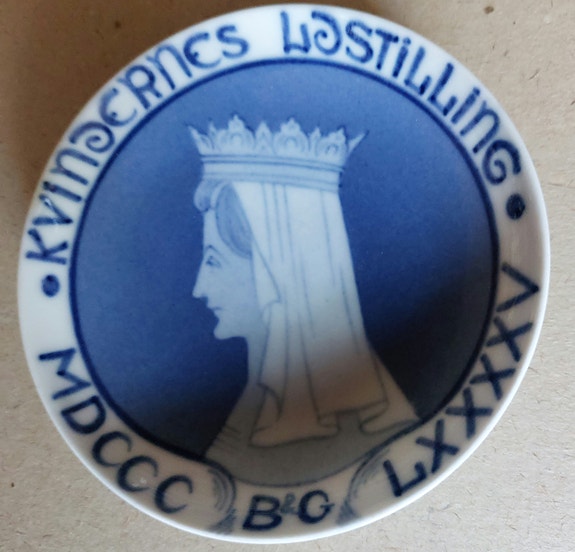 KVINDERNES UDSTILLING
MDCCC B&G LXXXXV